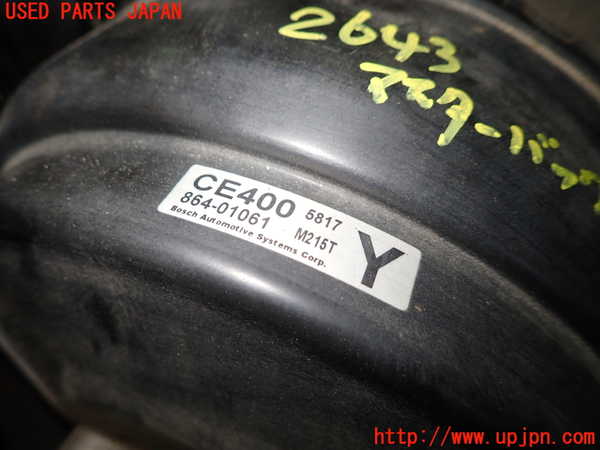 USED PARTS JAPAN
2643
マスターバック
CE400 5817
864-01061 M215T
Bosch Automotive Systems Corp.
Y
http://www.upjpn.com